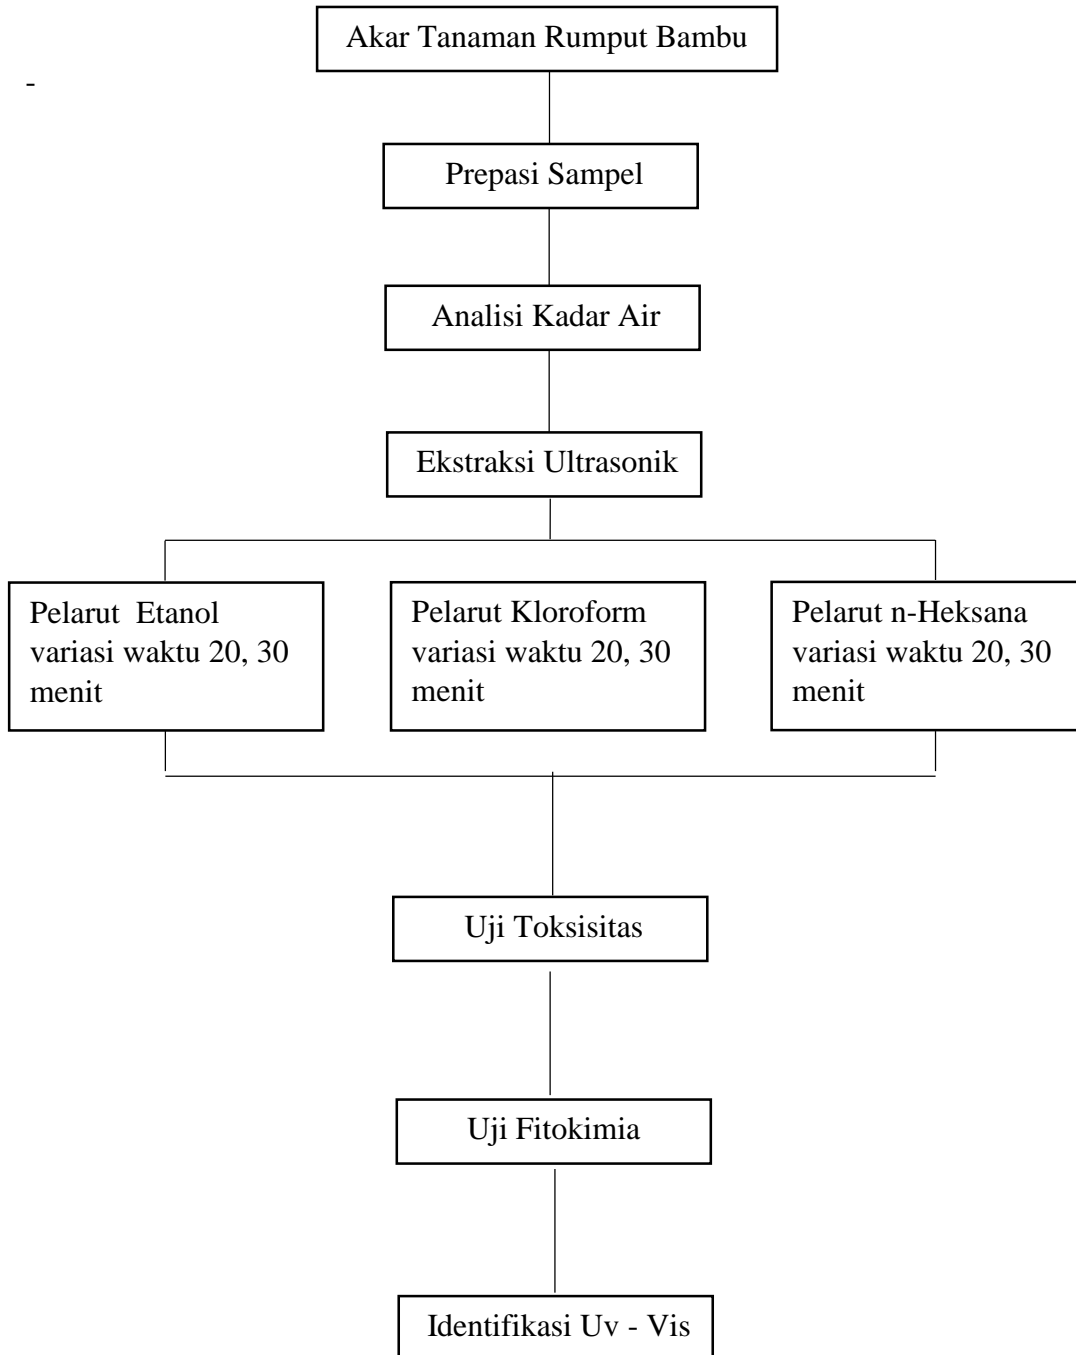 Akar Tanaman Rumput Bambu
-
Prepasi Sampel
Analisi Kadar Air
Ekstraksi Ultrasonik
Pelarut Etanol
variasi waktu 20, 30
menit
Pelarut Kloroform
variasi waktu 20, 30
menit
Pelarut n-Heksana
variasi waktu 20, 30
menit
Uji Toksisitas
Uji Fitokimia
Identifikasi Uv - Vis